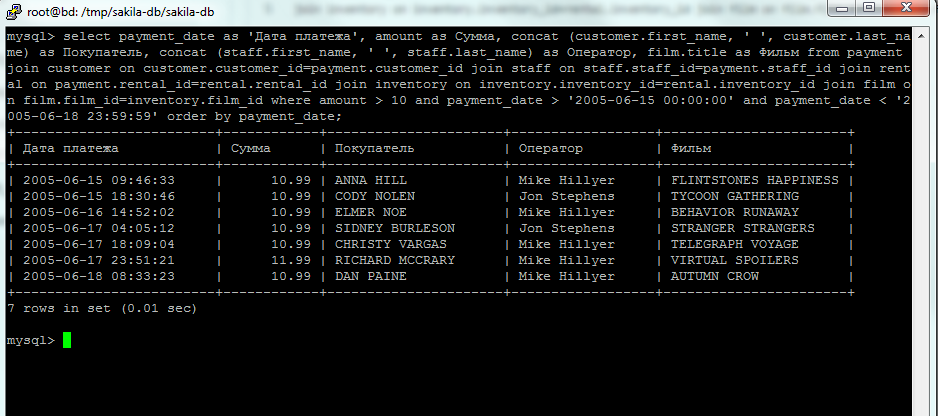 root@bd: /tmp/sakila-db/sakila-db
mysql> select payment_date as 'Дата платежа', amount as Сумма, concat (customer.first_name, ' ', customer.last_na
me) as Покупатель, concat (staff.first_name, ' ', staff.last_name) as Оператор, film.title as Фильм from payment
join customer on customer.customer_id=payment.customer_id join staff on staff.staff_id=payment.staff_id join rent
al on payment.rental_id=rental.rental_id join inventory on inventory.inventory_id=rental.inventory_id join film o
n film.film_id=inventory.film_id where amount > 10 and payment_date > '2005-06-15 00:00:00' and payment_date < '2
005-06-18 23:59:59' order by payment_date;
| Дата платежа | Сумма | Покупатель | Оператор | Фильм |
| 2005-06-15 09:46:33 | 10.99 | ANNA HILL | Mike Hillyer | FLINTSTONES HAPPINESS |
| 2005-06-15 18:30:46 | 10.99 | CODY NOLEN | Jon Stephens | TYCOON GATHERING |
| 2005-06-16 14:52:02 | 10.99 | ELMER NOE | Mike Hillyer | BEHAVIOR RUNAWAY |
| 2005-06-17 04:05:12 | 10.99 | SIDNEY BURLESON | Jon Stephens | STRANGER STRANGERS |
| 2005-06-17 18:09:04 | 10.99 | CHRISTY VARGAS | Mike Hillyer | TELEGRAPH VOYAGE |
| 2005-06-17 23:51:21 | 11.99 | RICHARD MCCRARY | Mike Hillyer | VIRTUAL SPOILERS |
| 2005-06-18 08:33:23 | 10.99 | DAN PAINE | Mike Hillyer | AUTUMN CROW |
7 rows in set (0.01 sec)
mysql>